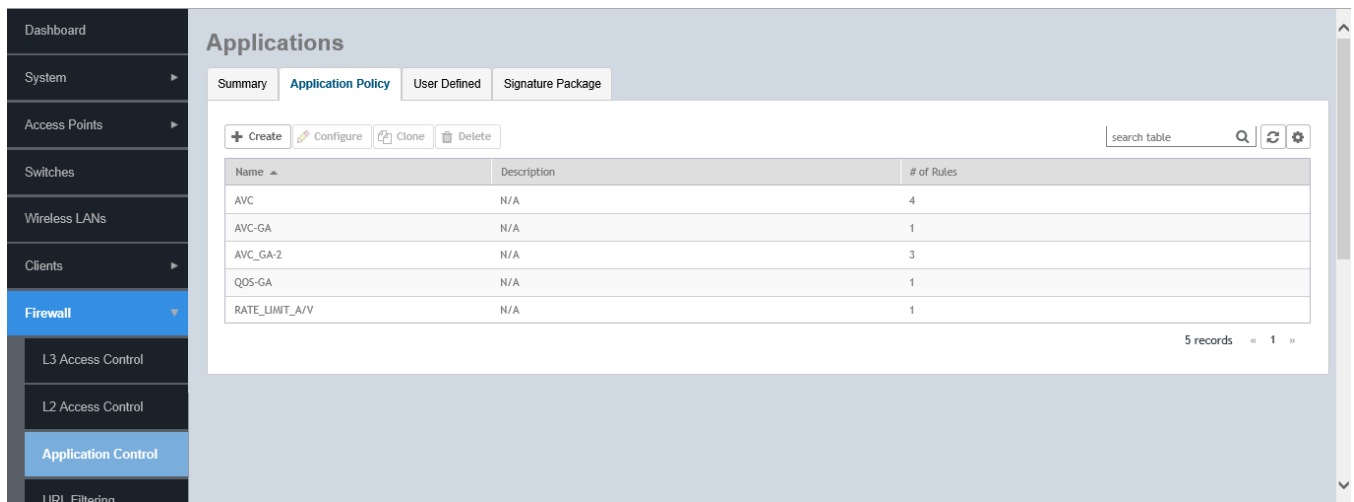 Dashboard
System
Access Points
Switches
Wireless LANs
Clients
Firewall
L3 Access Control
L2 Access Control
Application Control
URL Filtering
Applications
Summary Application Policy User Defined Signature Package
Create Configure Clone Delete search table
Name Description # of Rules
AVC N/A 4
AVC-GA N/A 1
AVC_GA-2 N/A 3
QOS-GA N/A 1
RATE_LIMIT_A/V N/A 1
5 records « 1 »